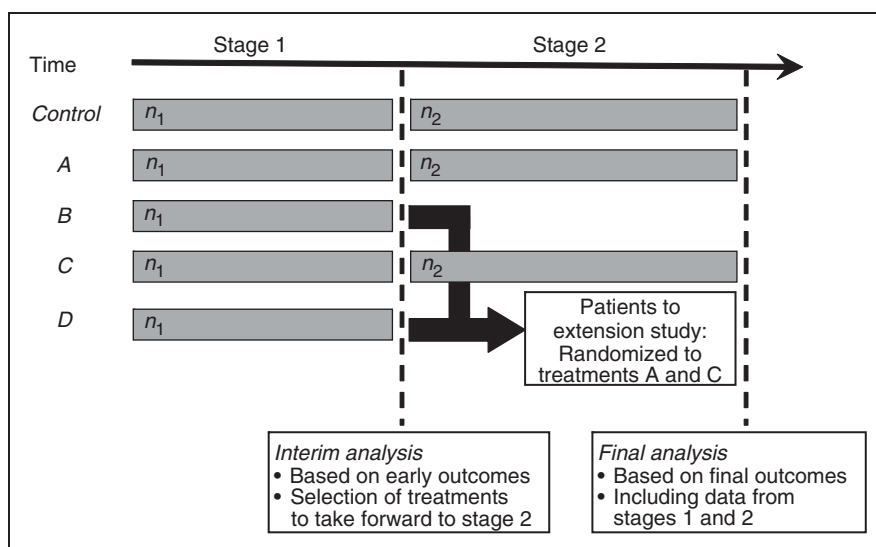 Stage 1
Stage 2
Time
Control
n1
n2
A
n1
n2
B
n1
C
n1
n2
D
n1
Patients to
extension study:
Randomized to
treatments A and C
Interim analysis
• Based on early outcomes
• Selection of treatments
to take forward to stage 2
Final analysis
• Based on final outcomes
• Including data from
stages 1 and 2